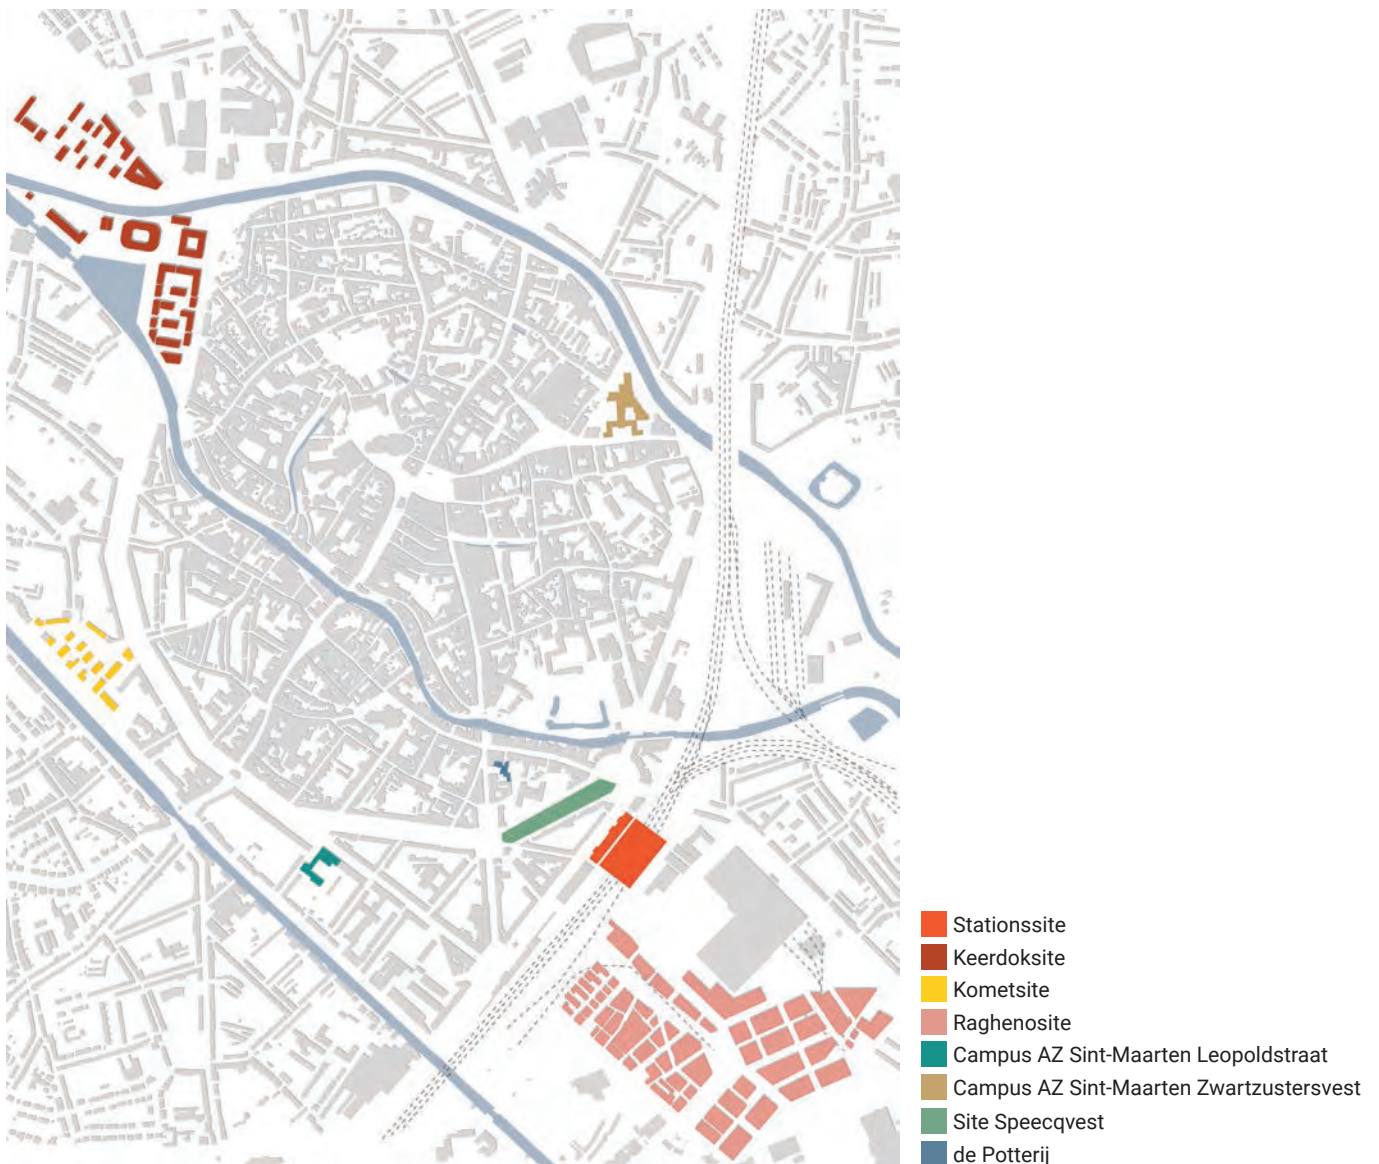 Stationssite
Keerdoksite
Kometsite
Raghenosite
Campus AZ Sint-Maarten Leopoldstraat
Campus AZ Sint-Maarten Zwartzustersvest
Site Speecqvest
de Potterij